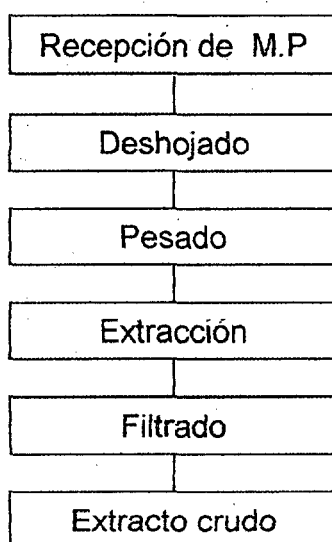 Recepción de M.P
Deshojado
Pesado
Extracción
Filtrado
Extracto crudo